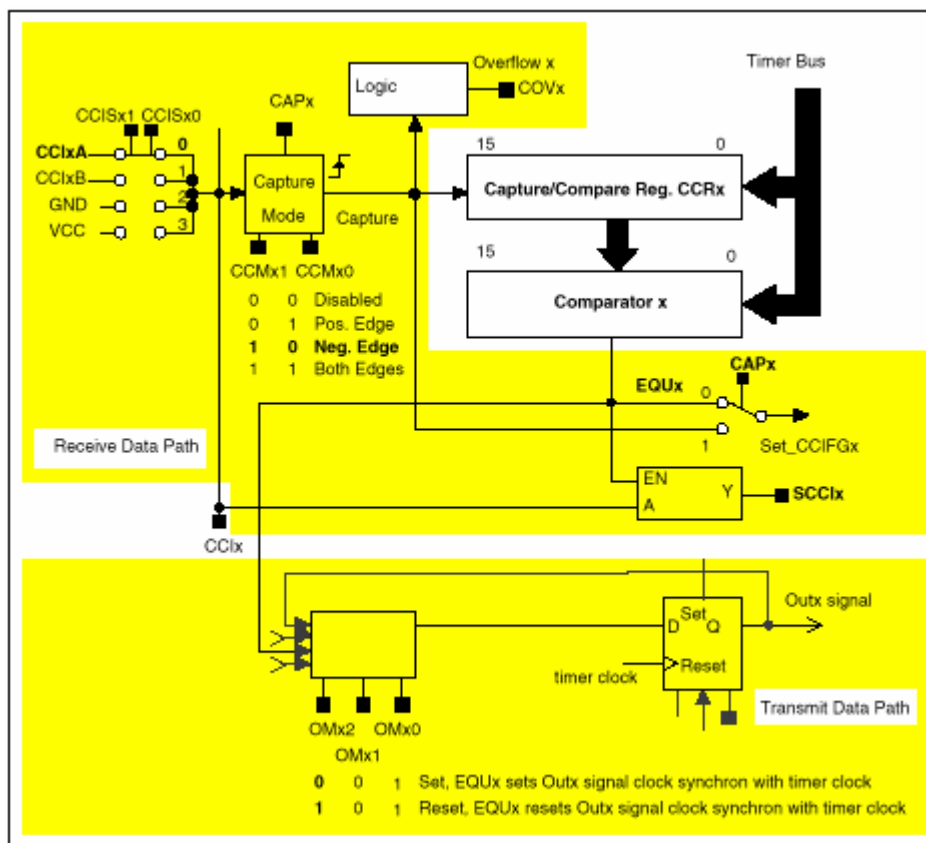 Overflow x
Timer Bus
Logic
COVx
CAPx
CCISx1 CCISx0
0
CCIxA
CCIxB
1
GND
2
VCC
3
Capture
Mode
Capture
15 0
Capture/Compare Reg. CCRx
15 0
Comparator x
CCMx1 CCMx0
0 0 Disabled
0 1 Pos. Edge
1 0 Neg. Edge
1 1 Both Edges
CAPx
EQUx
0
1
Set_CCIFGx
Receive Data Path
EN
A
Y
SCCIx
CCIx
Outx signal
D Set Q
Reset
timer clock
Transmit Data Path
OMx2 OMx0
OMx1
0 0 1 Set, EQUx sets Outx signal clock synchron with timer clock
1 0 1 Reset, EQUx resets Outx signal clock synchron with timer clock